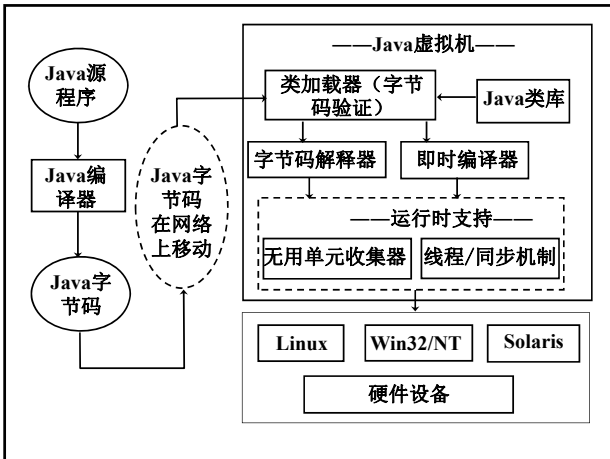 Java源
程序
Java编
译器
Java字
节码
Java字
节码
在网络
上移动
——Java虚拟机——
类加载器（字节
码验证）
Java类库
字节码解释器
即时编译器
——运行时支持——
无用单元收集器
线程/同步机制
Linux
Win32/NT
Solaris
硬件设备